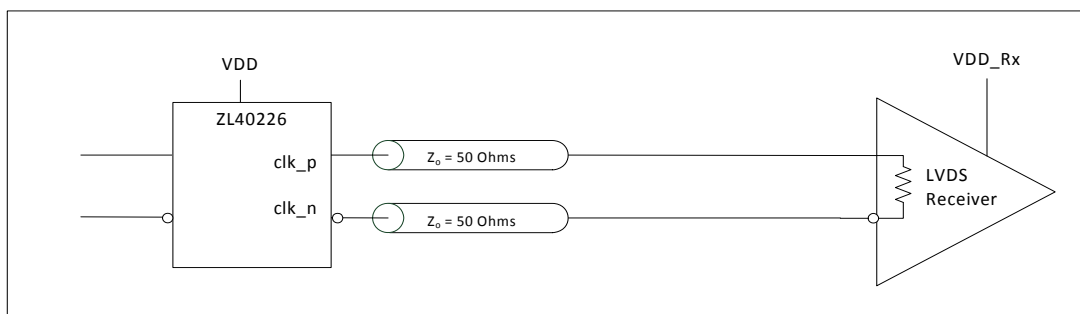 VDD
ZL40226
clk_p
clk_n
Zo = 50 Ohms
Zo = 50 Ohms
VDD_Rx
LVDS
Receiver